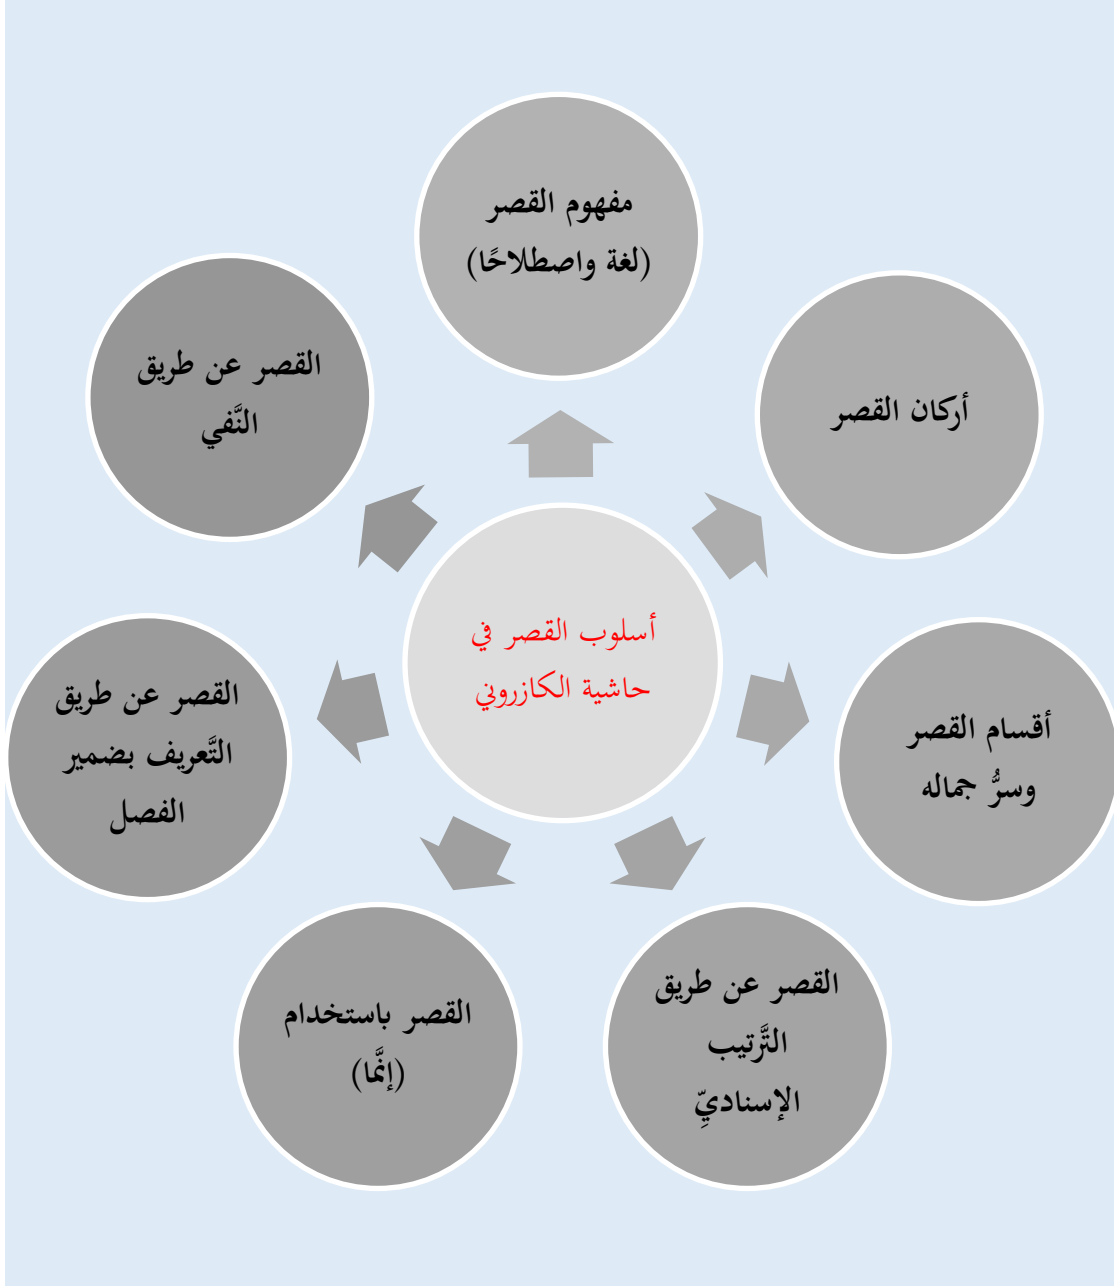 مفهوم القصر
(لغة واصطلاحًا)
أركان القصر
أقسام القصر
وسرُّ جماله
القصر عن طريق
التَّرتيب
الإسناديِّ
القصر باستخدام
(إنَّما)
القصر عن طريق
التَّعريف بضمير
الفصل
القصر عن طريق
النَّفي
أسلوب القصر في
حاشية الكازروني